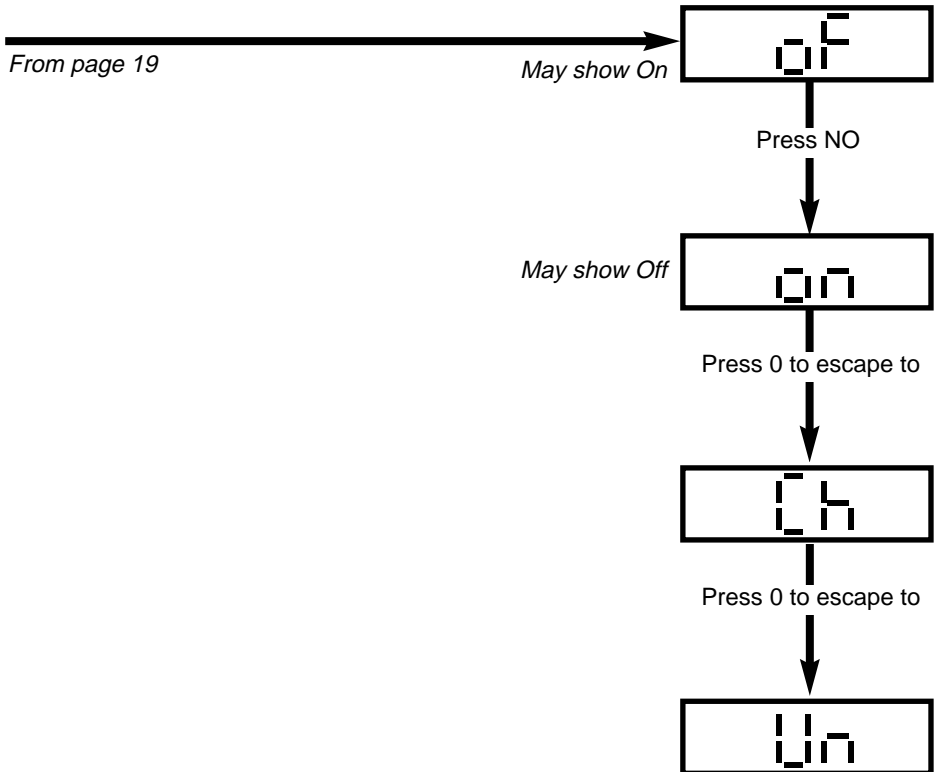 oF
From page 19
May show On
Press NO
May show Off
on
Press 0 to escape to
Ch
Press 0 to escape to
Un